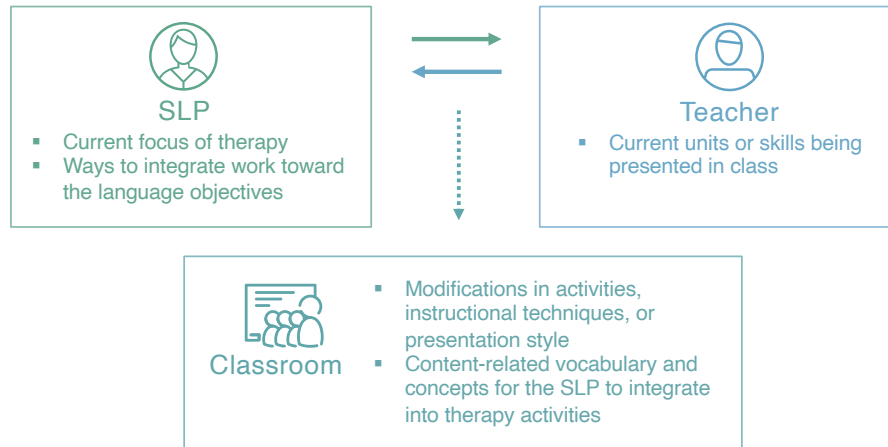 SLP
▪ Current focus of therapy
▪ Ways to integrate work toward
the language objectives
Teacher
▪ Current units or skills being
presented in class
Classroom
▪ Modifications in activities,
instructional techniques, or
presentation style
▪ Content-related vocabulary and
concepts for the SLP to integrate
into therapy activities